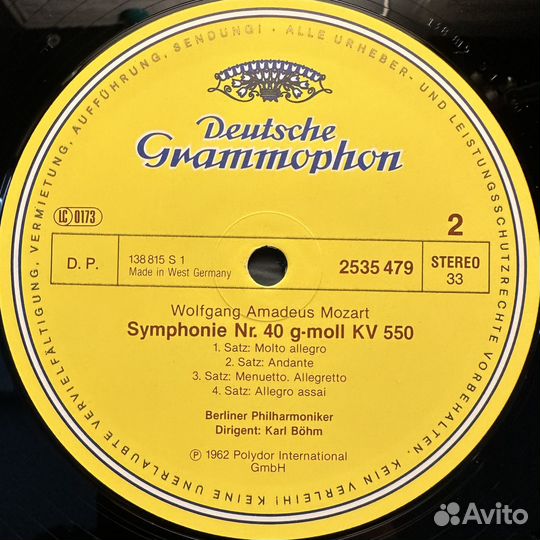 ALLE URHEBER- UND LEISTUNGSSCHUTZRECHTE VORBEHALTEN · KEIN VERLEIH! KEINE UNERLAUBTE VERVIELFÄLTIGUNG, VERMIETUNG, AUFFÜHRUNG, SENDUNG!
138 815
Deutsche
Grammophon
LC 0173
2
D. P.
138 815 S 1
Made in West Germany
2535 479
STEREO
33
Wolfgang Amadeus Mozart
Symphonie Nr. 40 g-moll KV 550
1. Satz: Molto allegro
2. Satz: Andante
3. Satz: Menuetto. Allegretto
4. Satz: Allegro assai
Berliner Philharmoniker
Dirigent: Karl Böhm
Ⓟ 1962 Polydor International
GmbH
Avito